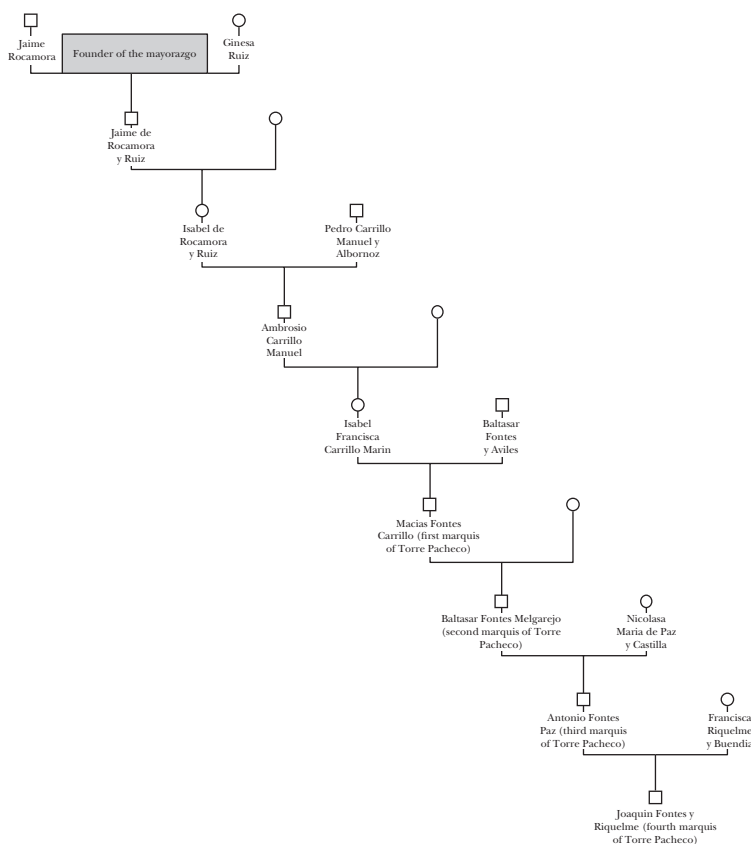 Jaime
Rocamora
Founder of the mayorazgo
Ginesa
Ruiz
Jaime de
Rocamora
y Ruiz
Isabel de
Rocamora
y Ruiz
Pedro Carrillo
Manuel y
Albornoz
Ambrosio
Carrillo
Manuel
Isabel
Francisca
Carrillo Marin
Baltasar
Fontes
y Aviles
Macias Fontes
Carrillo (first marquis
of Torre Pacheco)
Baltasar Fontes Melgarejo
(second marquis of Torre
Pacheco)
Nicolasa
Maria de Paz
y Castilla
Antonio Fontes
Paz (third marquis
of Torre Pacheco)
Francisca
Riquelme
y Buendia
Joaquin Fontes y
Riquelme (fourth marquis
of Torre Pacheco)